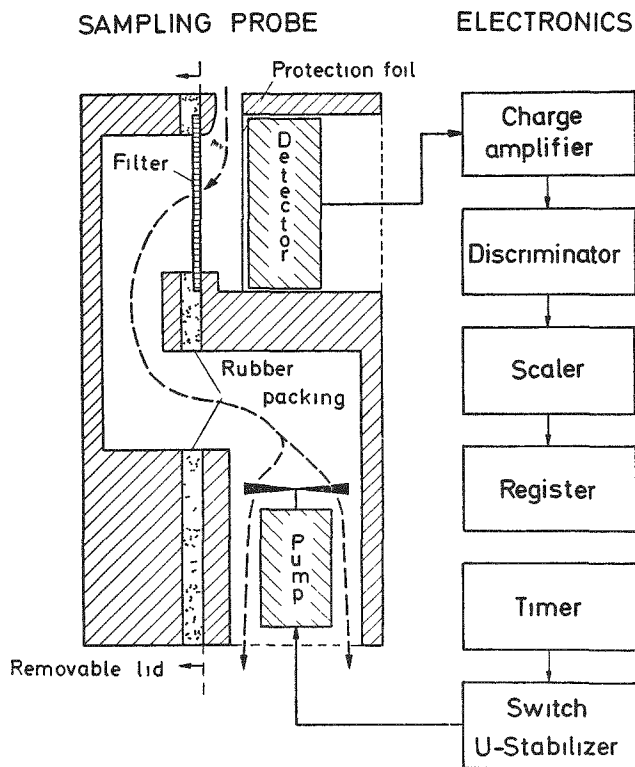 SAMPLING PROBE
ELECTRONICS
Protection foil
Filter
Detector
Rubber
packing
Pump
Removable lid
Charge
amplifier
Discriminator
Scaler
Register
Timer
Switch
U-Stabilizer